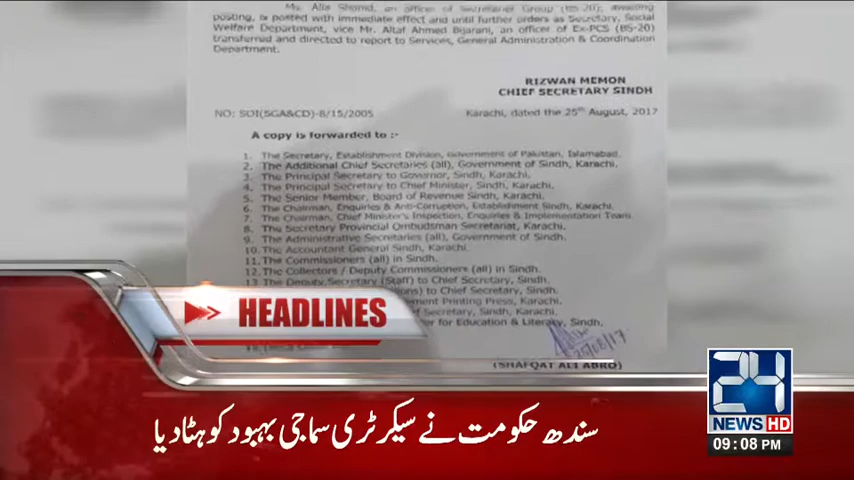 Ms. Alia Shahid, an officer of Secretariat Group (BS-20), awaiting
posting, is posted with immediate effect and until further orders as Secretary, Social
Welfare Department, vice Mr. Altaf Ahmed Bijarani, an officer of Ex-PCS (BS-20)
transferred and directed to report to Services, General Administration & Coordination
Department.
RIZWAN MEMON
CHIEF SECRETARY SINDH
NO: SOI(SGA&CD)-8/15/2005 Karachi, dated the 25th August, 2017
A copy is forwarded to :-
1. The Secretary, Establishment Division, Government of Pakistan, Islamabad.
2. The Additional Chief Secretaries (all), Government of Sindh, Karachi.
3. The Principal Secretary to Governor, Sindh, Karachi.
4. The Principal Secretary to Chief Minister, Sindh, Karachi.
5. The Senior Member, Board of Revenue Sindh, Karachi.
6. The Chairman, Enquiries & Anti-Corruption, Establishment Sindh, Karachi.
7. The Chairman, Chief Minister's Inspection, Enquiries & Implementation Team.
8. The Secretary Provincial Ombudsman Secretariat, Karachi.
9. The Administrative Secretaries (all), Government of Sindh.
10. The Accountant General Sindh, Karachi.
11. The Commissioners (all) in Sindh.
12. The Collectors / Deputy Commissioners (all) in Sindh.
13. The Deputy Secretary (Staff) to Chief Secretary, Sindh.
to Chief Secretary, Sindh.
Printing Press, Karachi.
Secretary, Sindh, Karachi.
for Education & Literacy, Sindh.
25/08/17
(SHAFQAT ALI ABRO)
HEADLINES
24
NEWS HD
09:08 PM
سندھ حکومت نے سیکرٹری سماجی بہبود کو ہٹا دیا